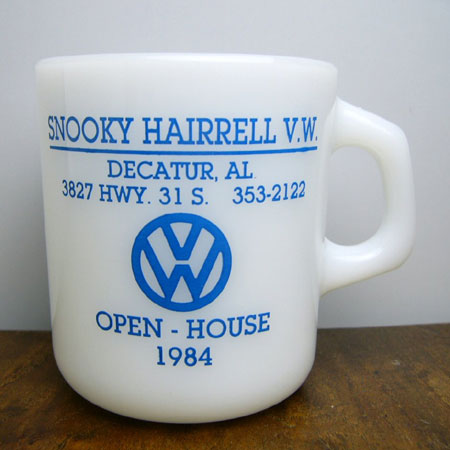 SNOOKY HAIRRELL V.W.
DECATUR, AL.
3827 HWY. 31 S. 353-2122
VW
OPEN - HOUSE
1984